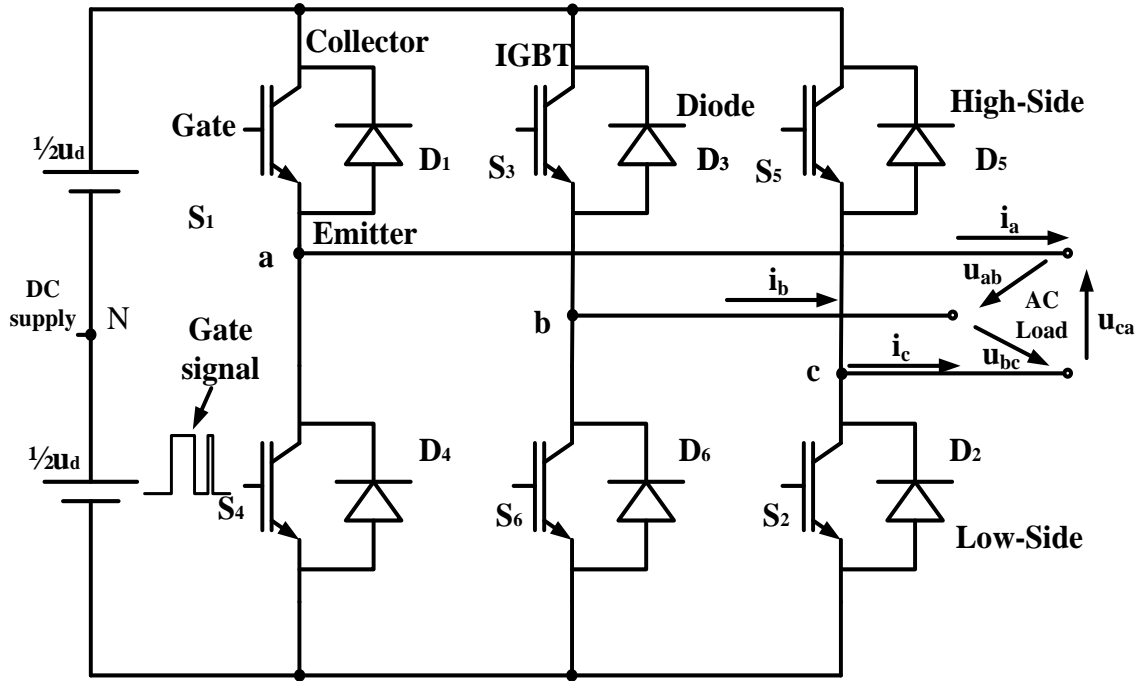 Collector
IGBT
Gate
Diode
High-Side
½ud
D1
S3
D3
S5
D5
S1
Emitter
ia
a
uab
DC
supply
N
ib
AC
Load
uca
b
Gate
signal
ic
ubc
c
½ud
D4
D6
D2
S4
S6
S2
Low-Side